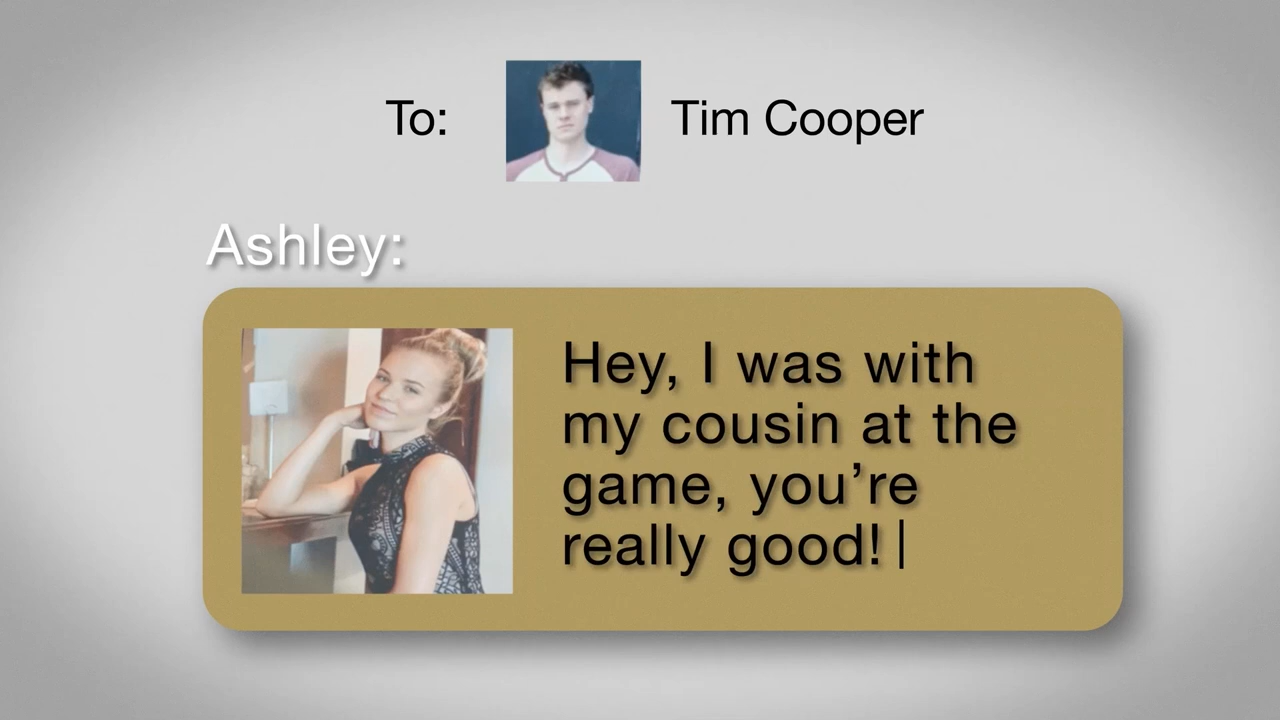 To: Tim Cooper
Ashley:
Hey, I was with
my cousin at the
game, you’re
really good!